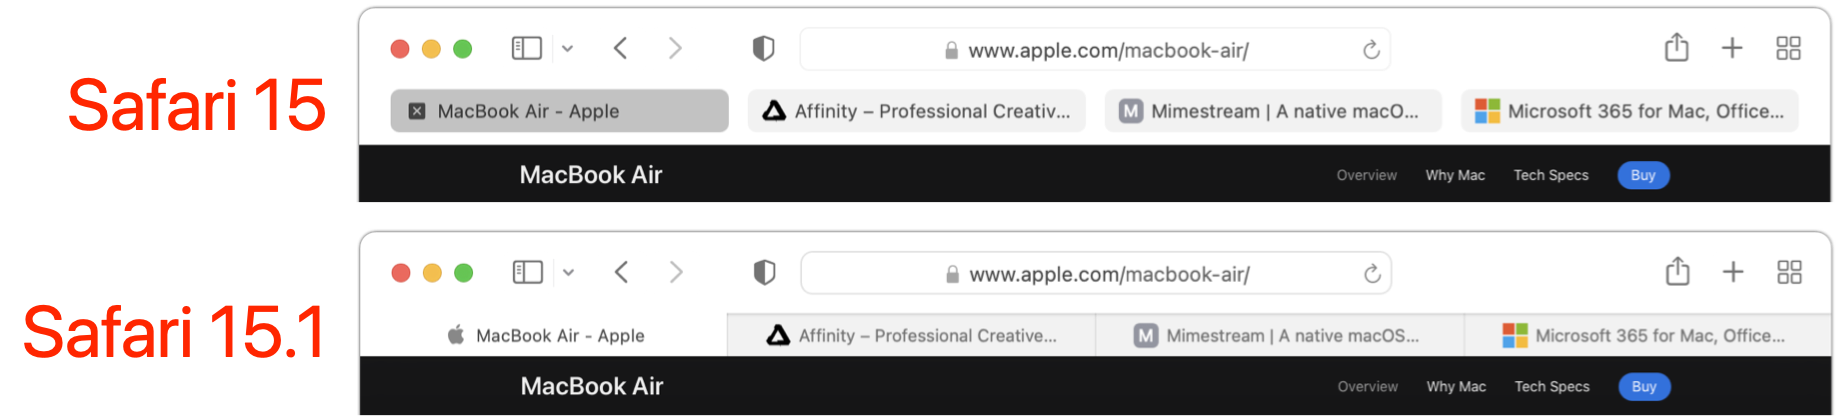 Safari 15
www.apple.com/macbook-air/
MacBook Air - Apple
Affinity – Professional Creativ...
M Mimestream | A native macO...
Microsoft 365 for Mac, Office...
MacBook Air
Overview
Why Mac
Tech Specs
Buy
Safari 15.1
www.apple.com/macbook-air/
MacBook Air - Apple
Affinity – Professional Creative...
M Mimestream | A native macOS...
Microsoft 365 for Mac, Office...
MacBook Air
Overview
Why Mac
Tech Specs
Buy